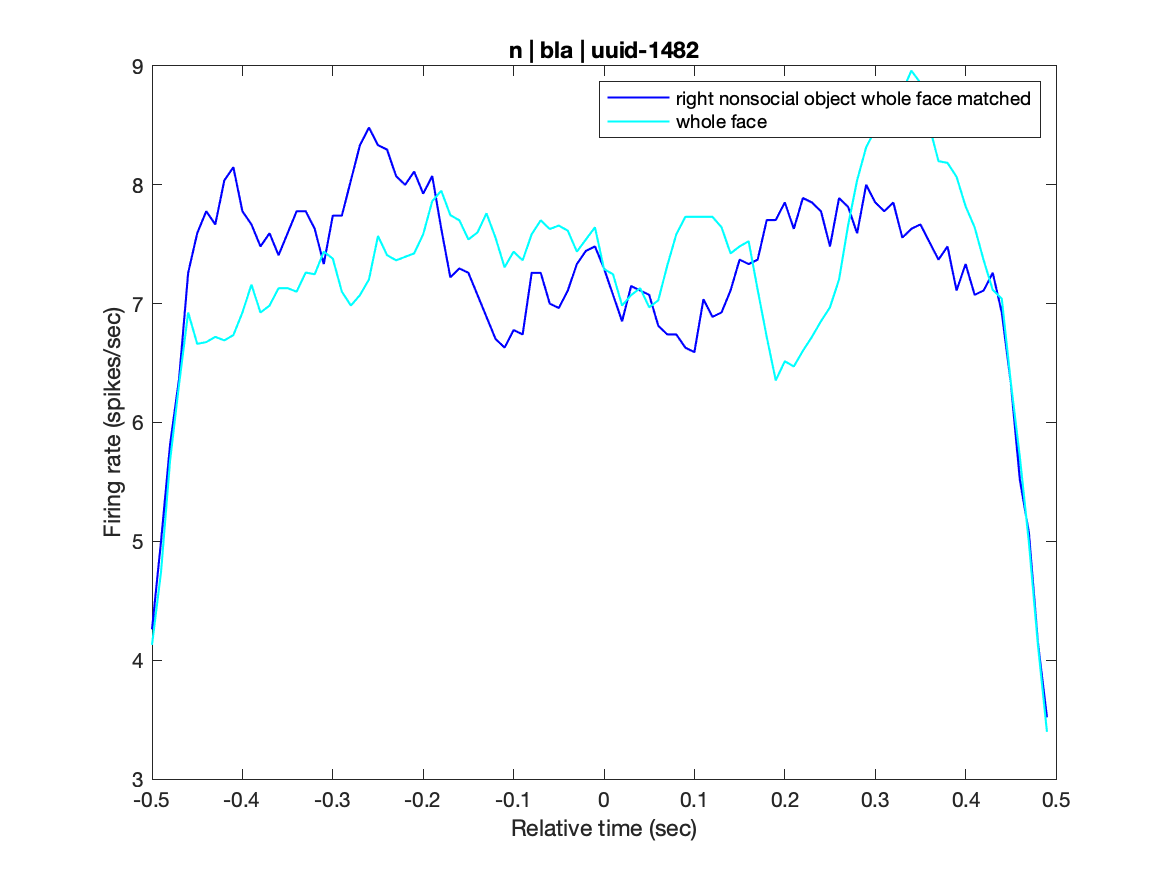 n | bla | uuid-1482
right nonsocial object whole face matched
whole face
Firing rate (spikes/sec)
9
8
7
6
5
4
3
-0.5 -0.4 -0.3 -0.2 -0.1 0 0.1 0.2 0.3 0.4 0.5
Relative time (sec)